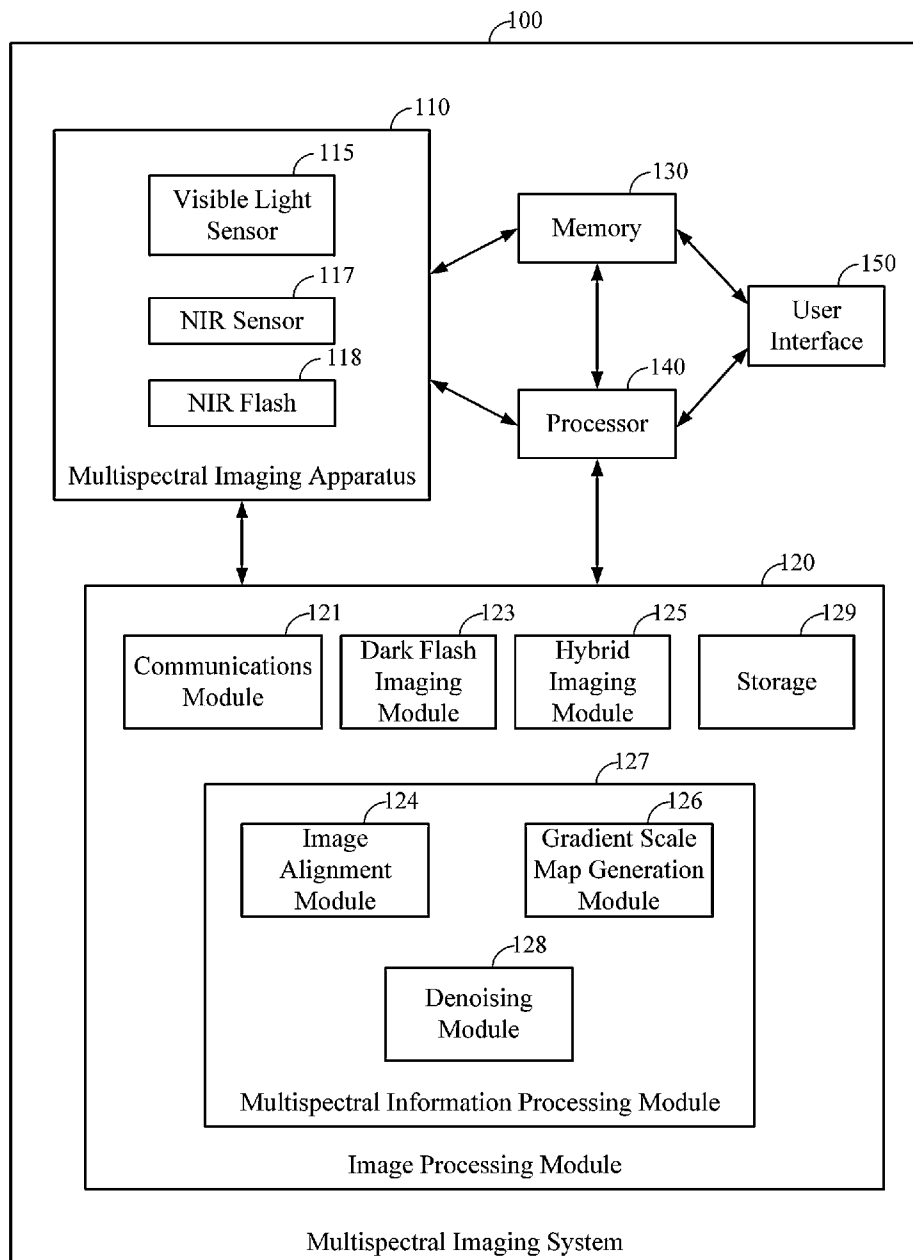 100
110
115
Visible Light
Sensor
117
NIR Sensor
118
NIR Flash
Multispectral Imaging Apparatus
130
Memory
140
Processor
150
User
Interface
120
121
Communications
Module
123
Dark Flash
Imaging
Module
125
Hybrid
Imaging
Module
129
Storage
127
124
Image
Alignment
Module
126
Gradient Scale
Map Generation
Module
128
Denoising
Module
Multispectral Information Processing Module
Image Processing Module
Multispectral Imaging System